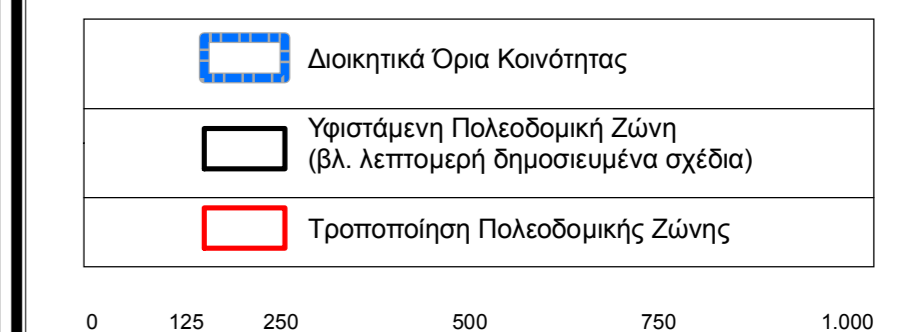 Διοικητικά Όρια Κοινότητας
Υφιστάμενη Πολεοδομική Ζώνη
(βλ. λεπτομερή δημοσιευμένα σχέδια)
Τροποποίηση Πολεοδομικής Ζώνης
0 125 250 500 750 1.000